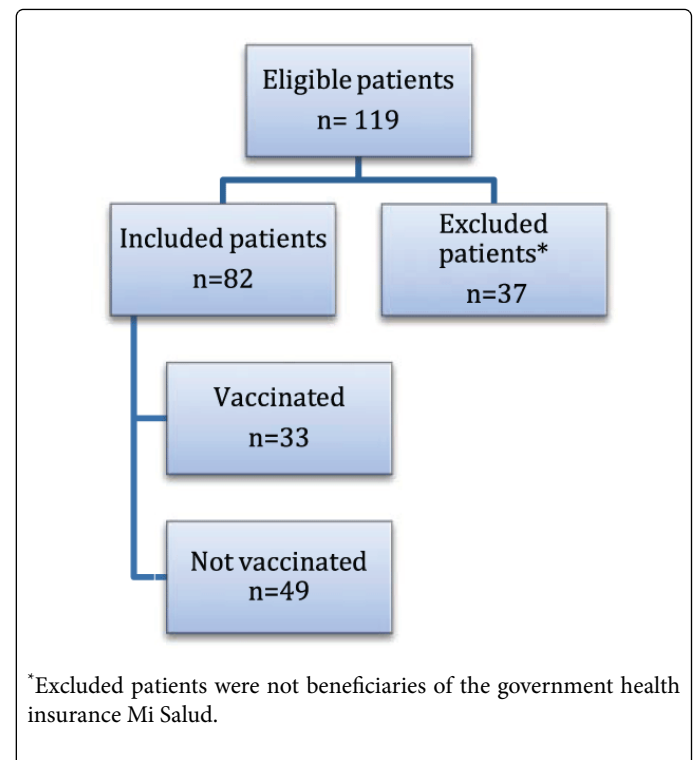 Eligible patients
n= 119
Included patients
n=82
Excluded
patients*
n=37
Vaccinated
n=33
Not vaccinated
n=49
*Excluded patients were not beneficiaries of the government health
insurance Mi Salud.